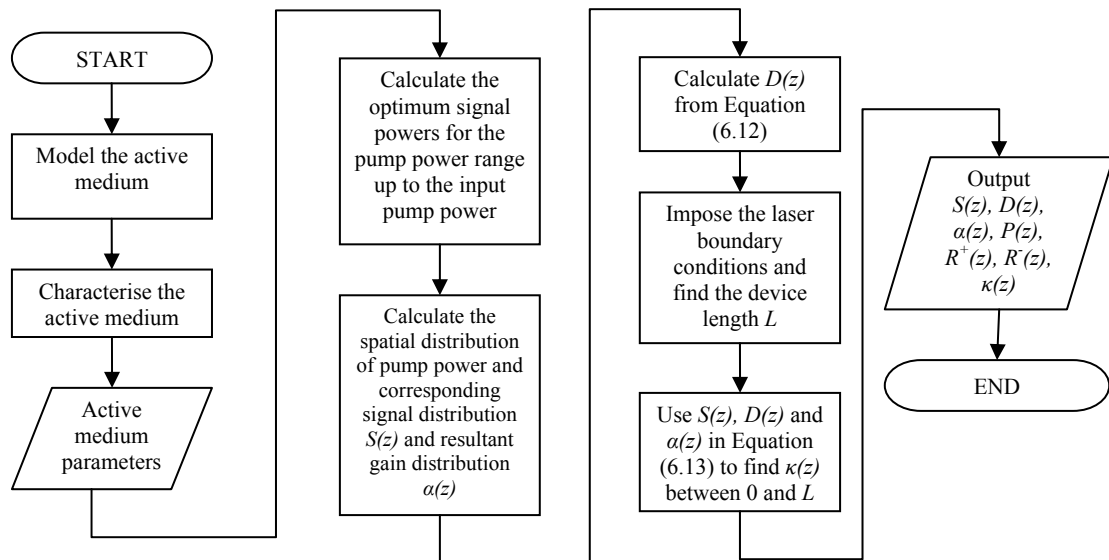 START
Model the active
medium
Characterise the
active medium
Active
medium
parameters
Calculate the
optimum signal
powers for the
pump power range
up to the input
pump power
Calculate the
spatial distribution
of pump power and
corresponding
signal distribution
S(z) and resultant
gain distribution
α(z)
Calculate D(z)
from Equation
(6.12)
Impose the laser
boundary
conditions and
find the device
length L
Use S(z), D(z) and
α(z) in Equation
(6.13) to find κ(z)
between 0 and L
Output
S(z), D(z),
α(z), P(z),
R⁺(z), R⁻(z),
κ(z)
END